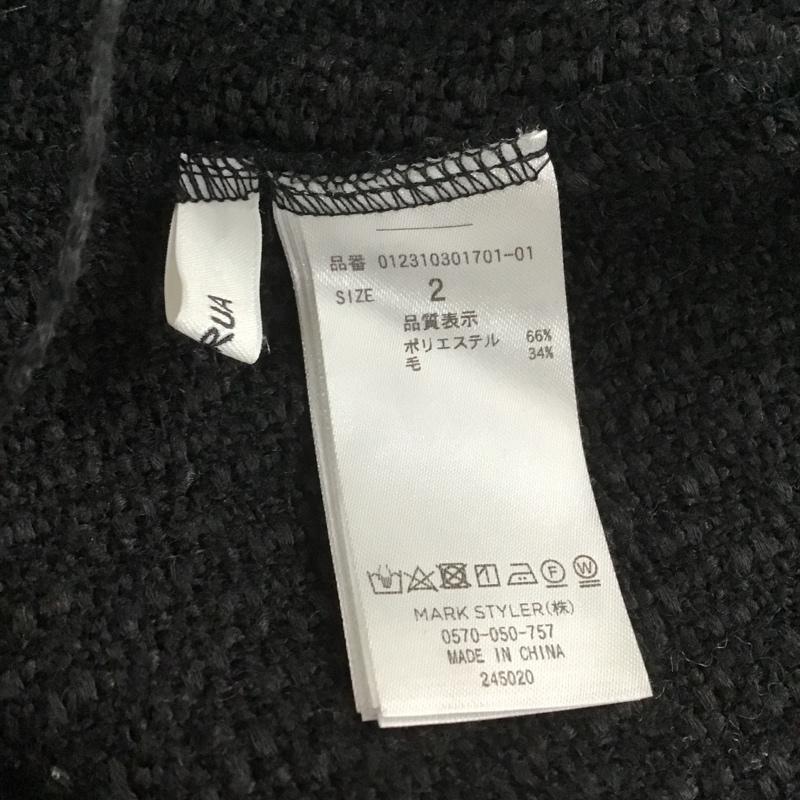 RUA
品番 012310301701-01
SIZE 2
品質表示
ポリエステル 66%
毛 34%
F W
MARK STYLER(株)
0570-050-757
MADE IN CHINA
245020